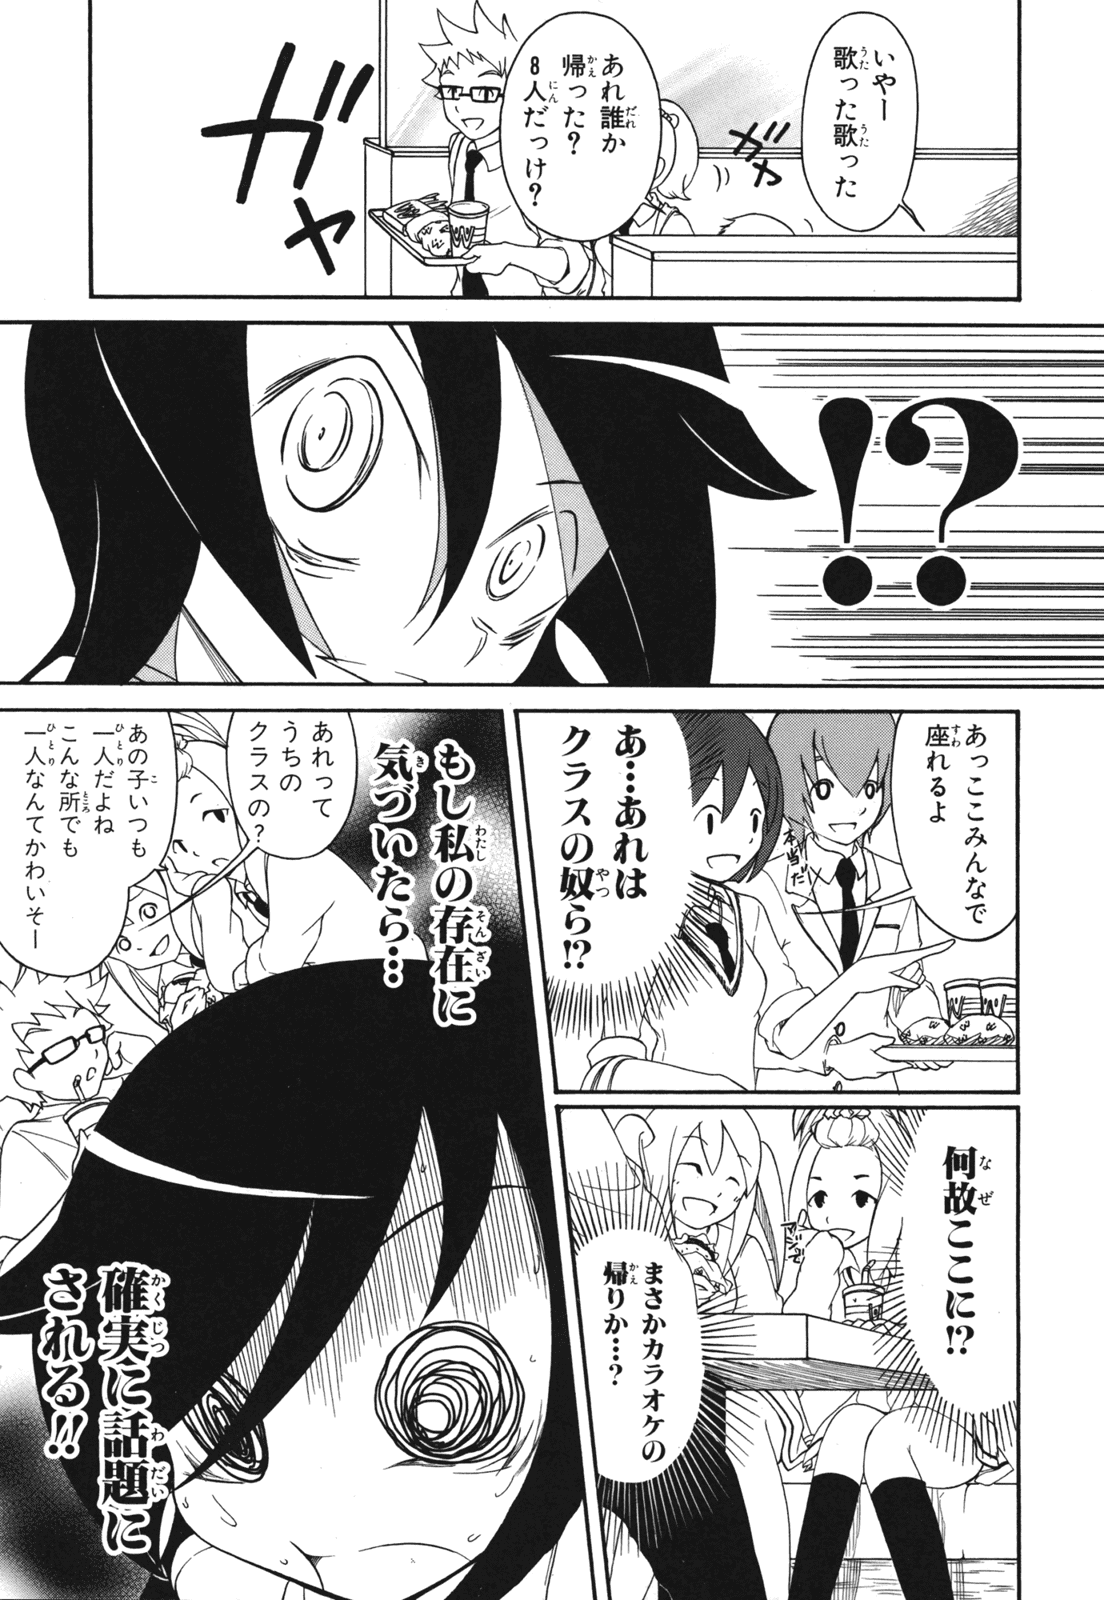 いやー
歌った歌った
ガヤ
あれ誰か
帰った？
8人だっけ？
ガヤ
!?
あっここみんなで
座れるよ
本当だ
あ…あれは
クラスの奴ら!?
何故ここに!?
マジでー
まさかカラオケの
帰りか…？
もし私の存在に
気づいたら…
あれって
うちの
クラスの？
あの子いつも
一人だよね
こんな所でも
一人なんてかわいそー
確実に話題に
される!!